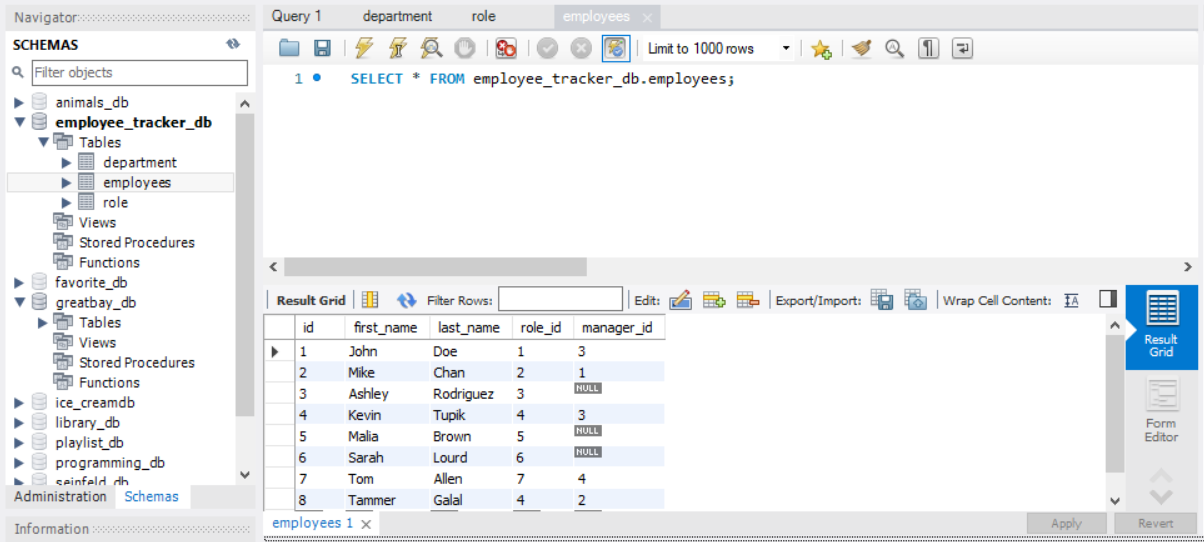 Navigator
SCHEMAS
Filter objects
animals_db
employee_tracker_db
Tables
department
employees
role
Views
Stored Procedures
Functions
favorite_db
greatbay_db
Tables
Views
Stored Procedures
Functions
ice_creamdb
library_db
playlist_db
programming_db
seinfeld_db
Administration Schemas
Information
Query 1 department role employees
Limit to 1000 rows
1 SELECT * FROM employee_tracker_db.employees;
Result Grid Filter Rows: Edit: Export/Import: Wrap Cell Content: IA
id first_name last_name role_id manager_id
1 John Doe 1 3
2 Mike Chan 2 1
3 Ashley Rodriguez 3 NULL
4 Kevin Tupik 4 3
5 Malia Brown 5 NULL
6 Sarah Lourd 6 NULL
7 Tom Allen 7 4
8 Tammer Galal 4 2
Result
Grid
Form
Editor
employees 1 Apply Revert